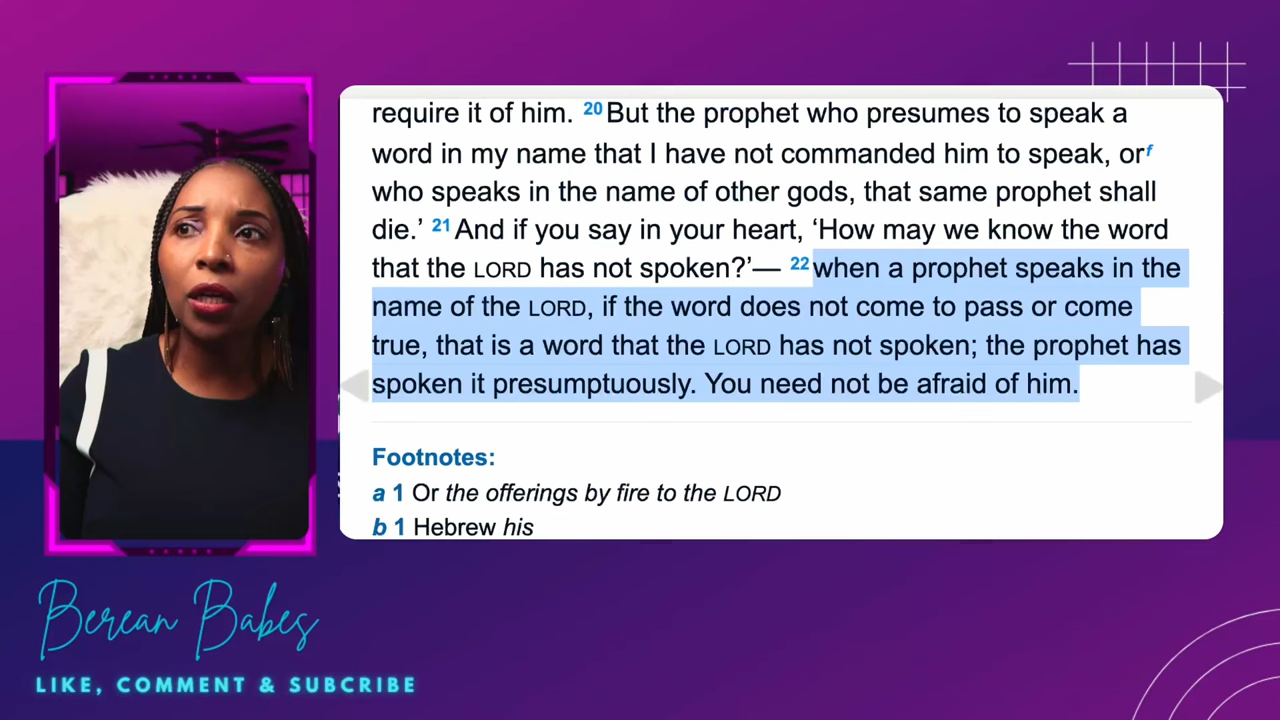 require it of him. 20 But the prophet who presumes to speak a
word in my name that I have not commanded him to speak, or f
who speaks in the name of other gods, that same prophet shall
die.’ 21 And if you say in your heart, ‘How may we know the word
that the LORD has not spoken?’— 22 when a prophet speaks in the
name of the LORD, if the word does not come to pass or come
true, that is a word that the LORD has not spoken; the prophet has
spoken it presumptuously. You need not be afraid of him.
Footnotes:
a 1 Or the offerings by fire to the LORD
b 1 Hebrew his
Berean Babes
LIKE, COMMENT & SUBCRIBE